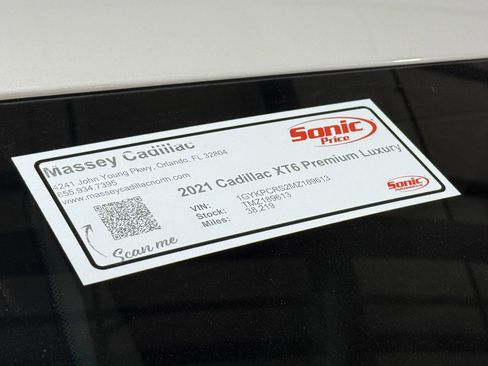 Massey Cadillac
4241 John Young Pkwy, Orlando, FL 32804
855.934.7395
www.masseycadillacnorth.com
Sonic
Price
2021 Cadillac XT6 Premium Luxury
VIN: 1GYKPCRS2MZ189613
Stock: TMZ189613
Miles: 38,219
Scan me
Sonic